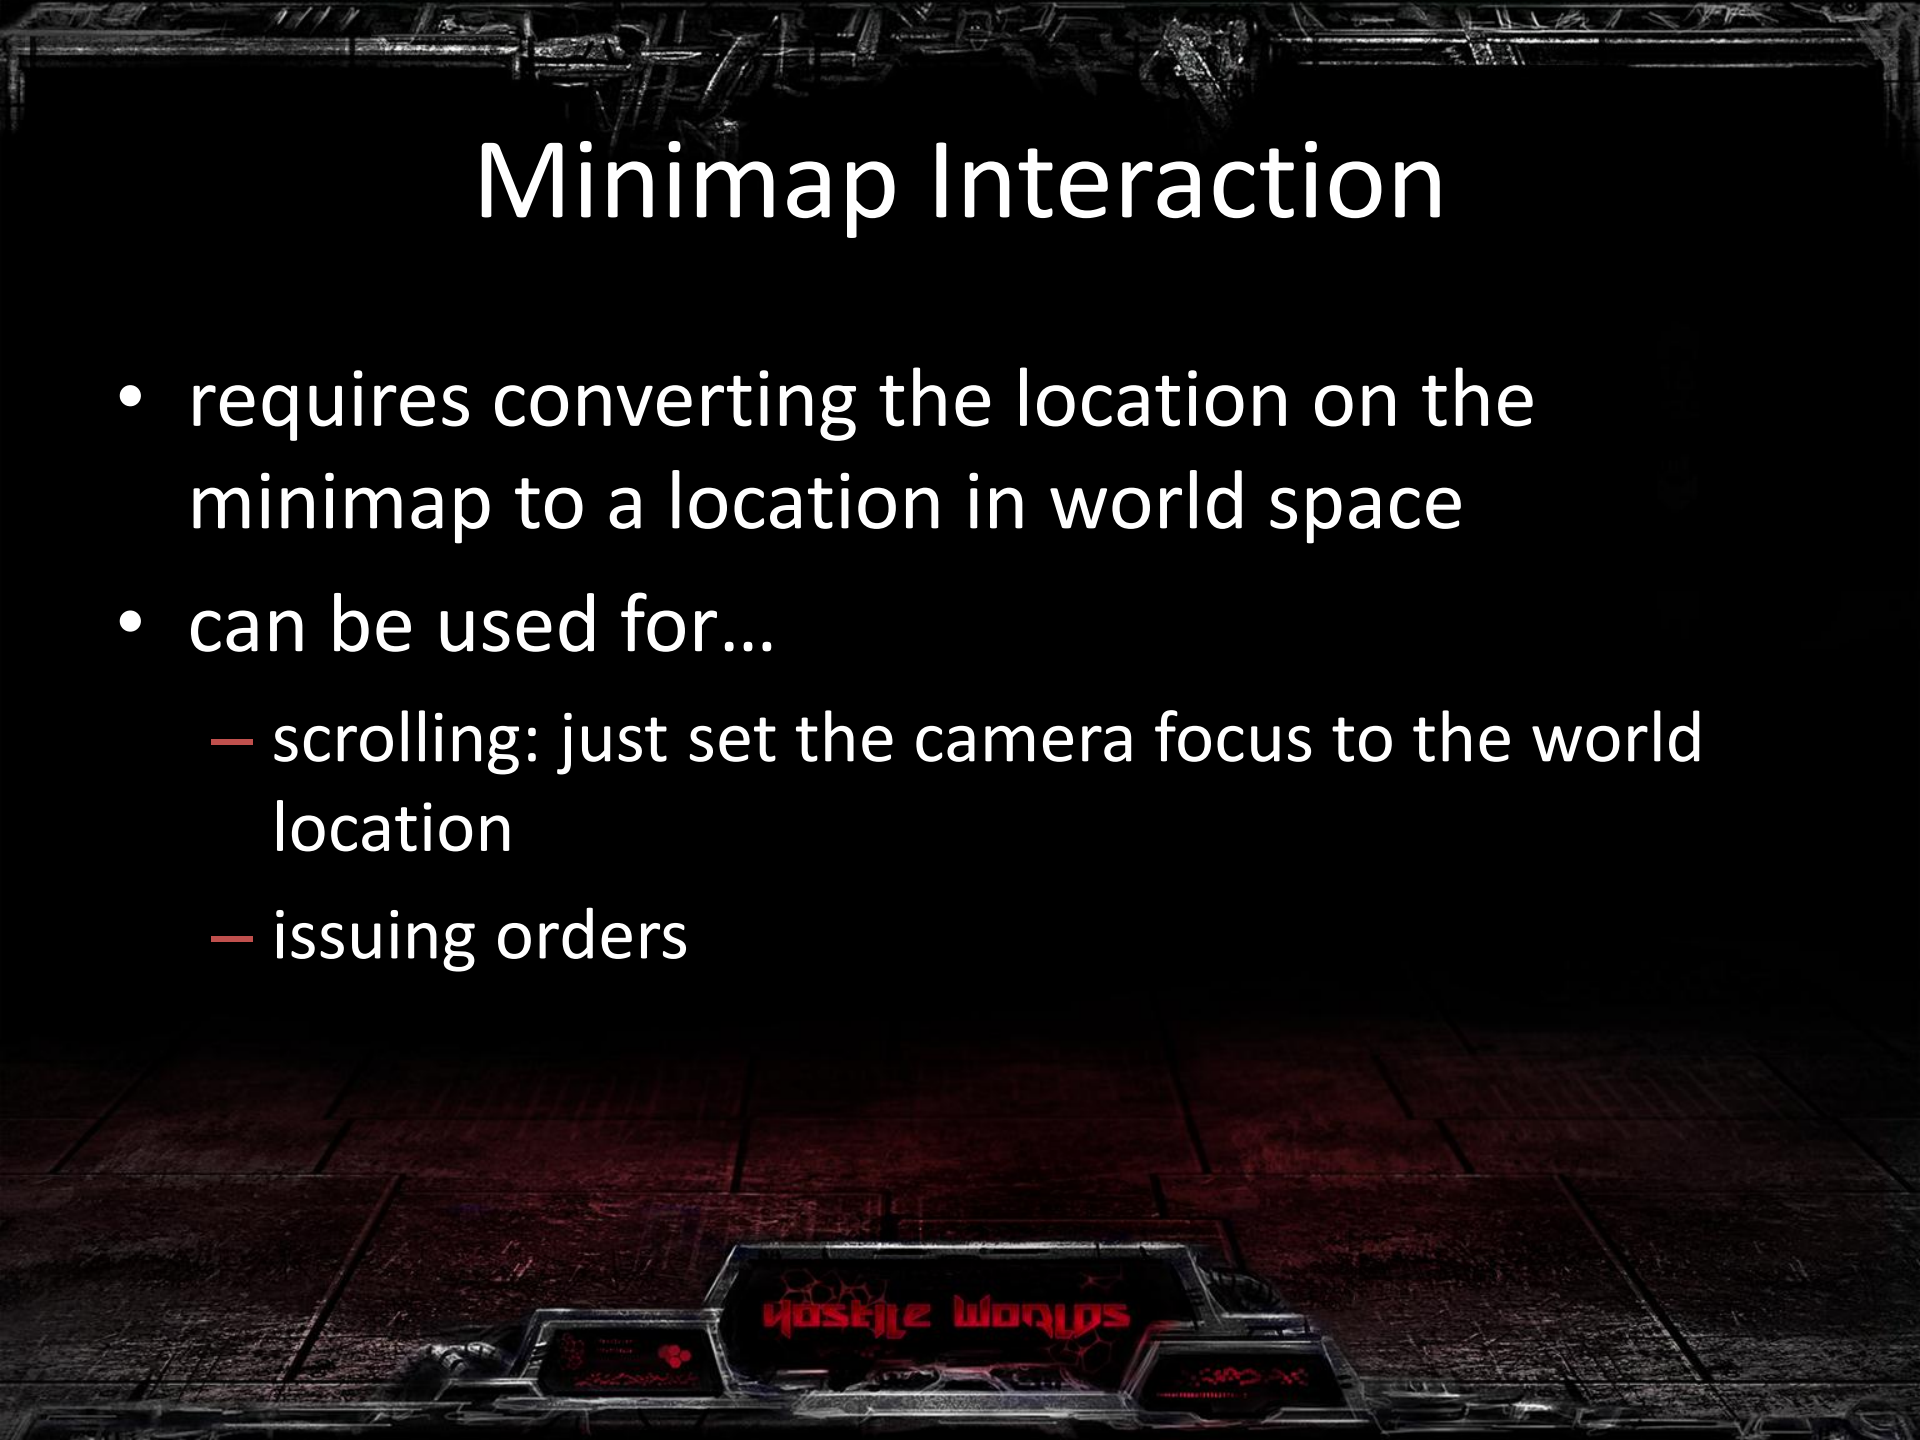 Minimap Interaction
• requires converting the location on the
minimap to a location in world space
• can be used for…
– scrolling: just set the camera focus to the world
location
– issuing orders
Hostile Worlds